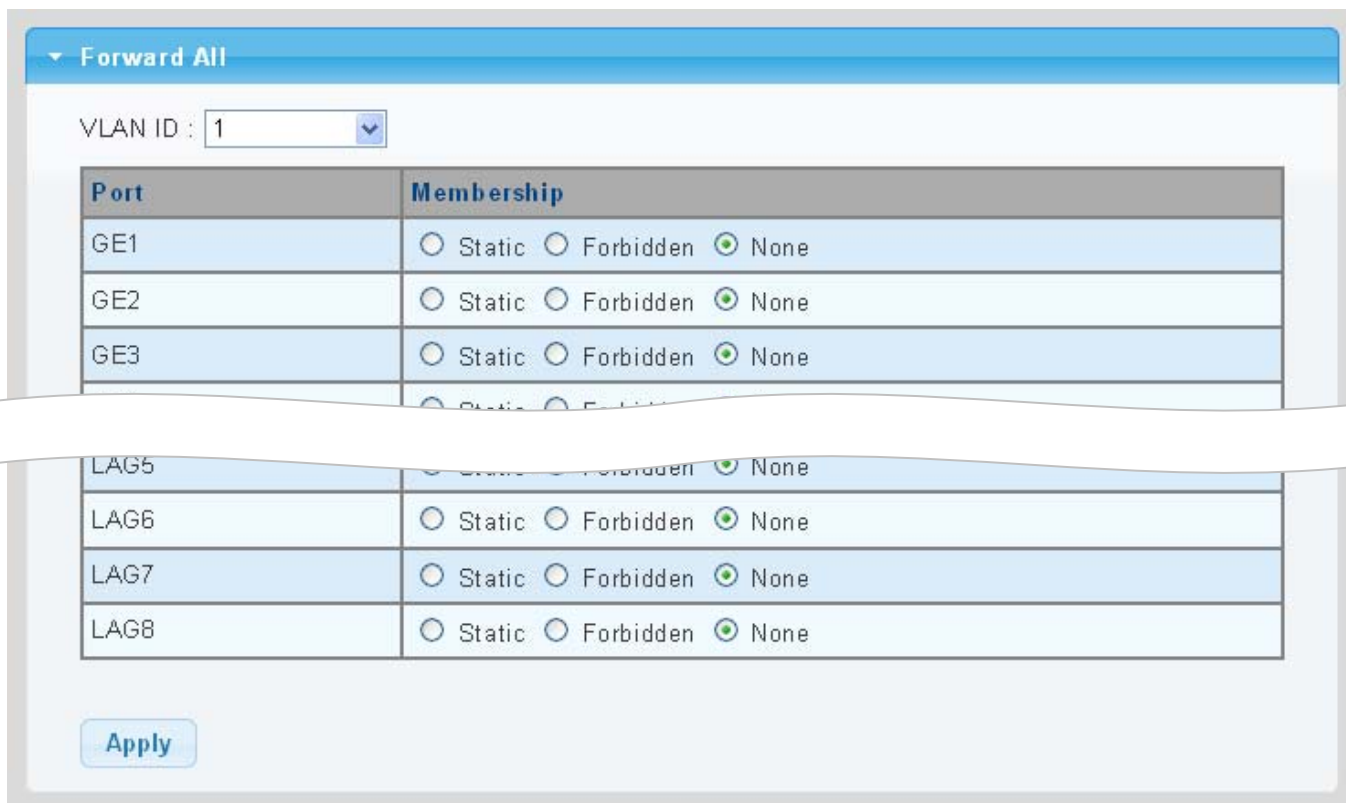 Forward All
VLAN ID : 1
Port Membership
GE1 Static Forbidden None
GE2 Static Forbidden None
GE3 Static Forbidden None
Static
LAG5 None
LAG6 Static Forbidden None
LAG7 Static Forbidden None
LAG8 Static Forbidden None
Apply